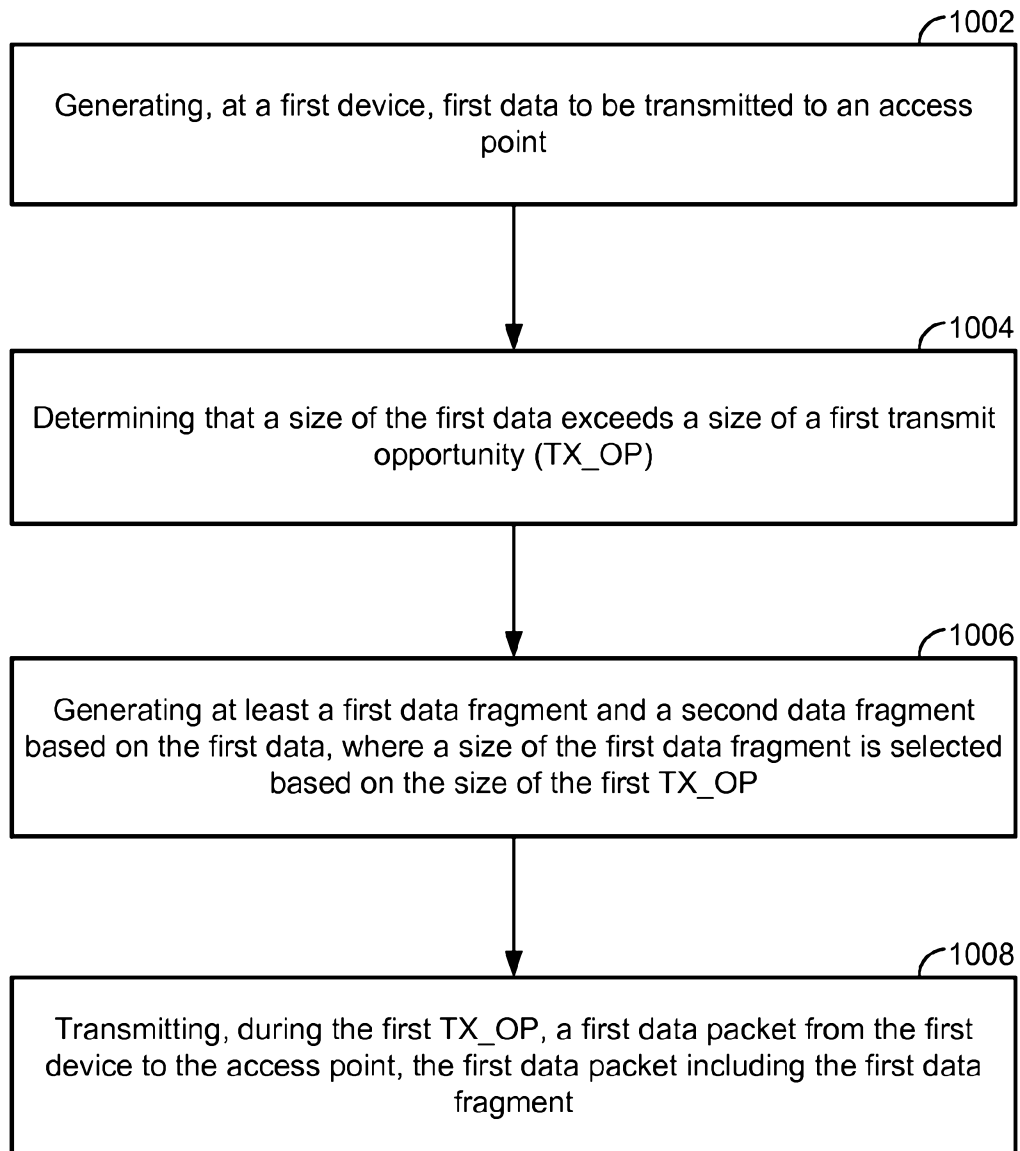 1002
Generating, at a first device, first data to be transmitted to an access
point
1004
Determining that a size of the first data exceeds a size of a first transmit
opportunity (TX_OP)
1006
Generating at least a first data fragment and a second data fragment
based on the first data, where a size of the first data fragment is selected
based on the size of the first TX_OP
1008
Transmitting, during the first TX_OP, a first data packet from the first
device to the access point, the first data packet including the first data
fragment